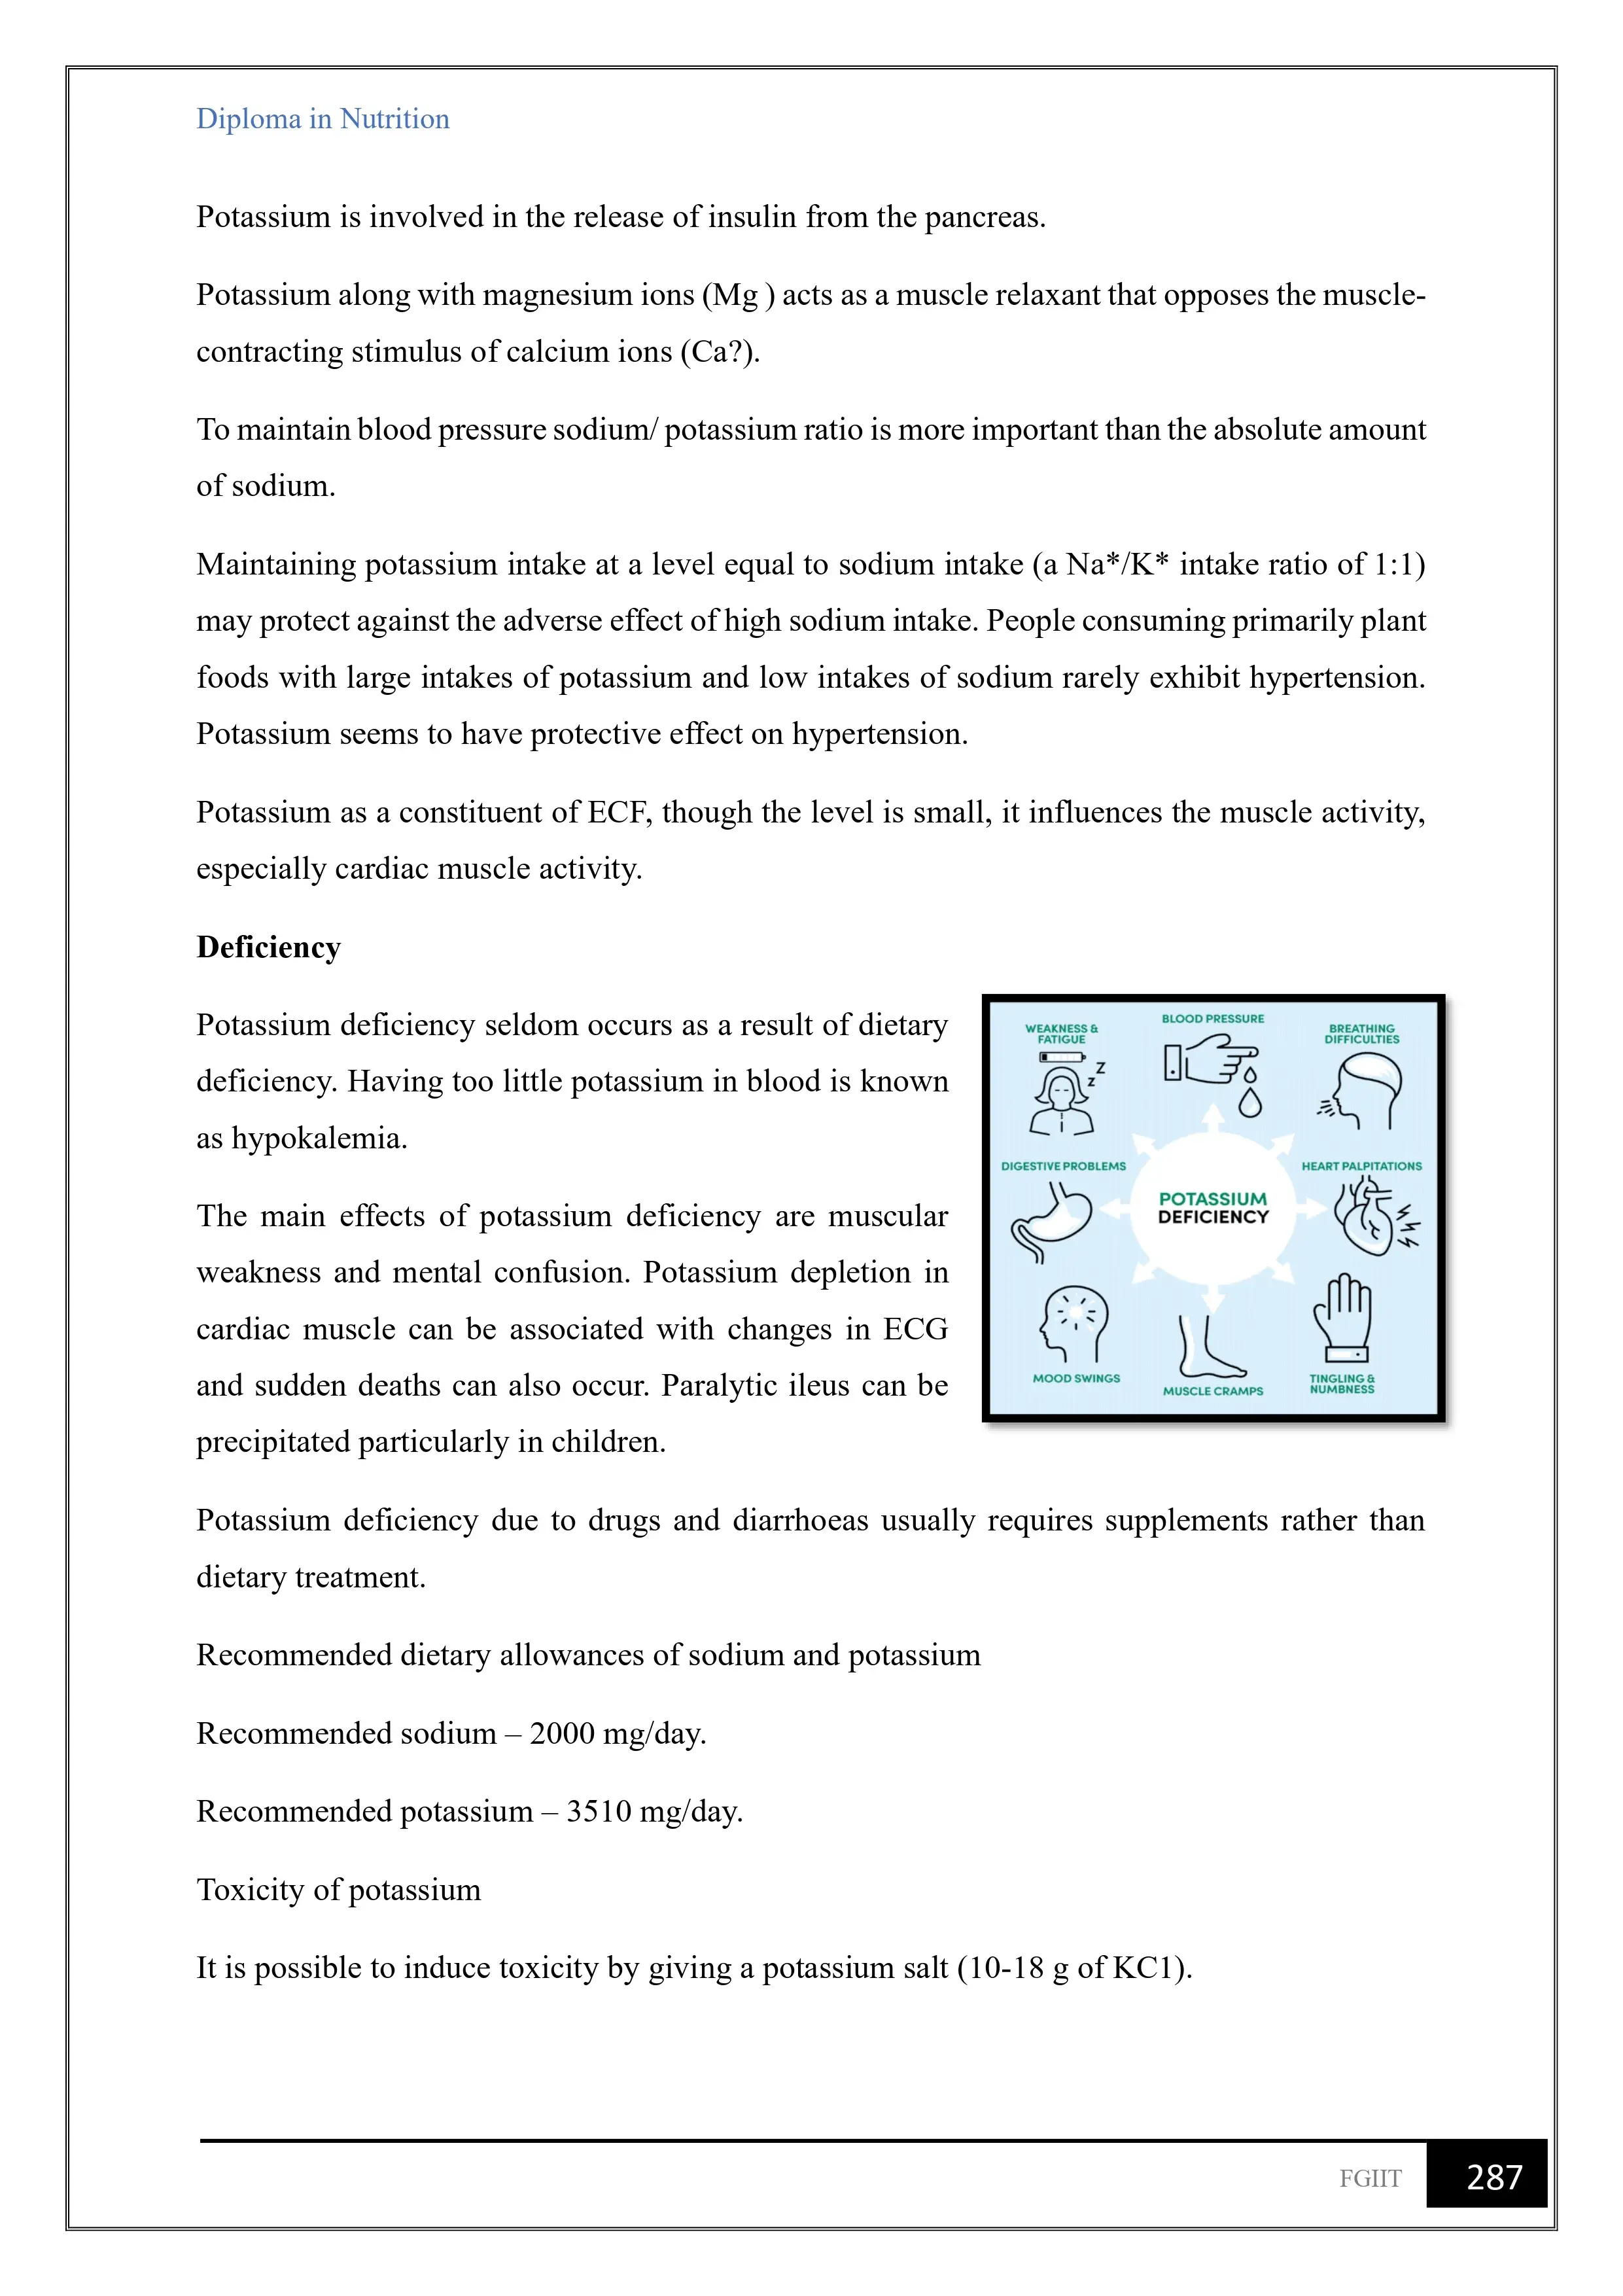 Diploma in Nutrition
Potassium is involved in the release of insulin from the pancreas.
Potassium along with magnesium ions (Mg ) acts as a muscle relaxant that opposes the muscle-
contracting stimulus of calcium ions (Ca?).
To maintain blood pressure sodium/ potassium ratio is more important than the absolute amount
of sodium.
Maintaining potassium intake at a level equal to sodium intake (a Na*/K* intake ratio of 1:1)
may protect against the adverse effect of high sodium intake. People consuming primarily plant
foods with large intakes of potassium and low intakes of sodium rarely exhibit hypertension.
Potassium seems to have protective effect on hypertension.
Potassium as a constituent of ECF, though the level is small, it influences the muscle activity,
especially cardiac muscle activity.
Deficiency
Potassium deficiency seldom occurs as a result of dietary
deficiency. Having too little potassium in blood is known
as hypokalemia.
The main effects of potassium deficiency are muscular
weakness and mental confusion. Potassium depletion in
cardiac muscle can be associated with changes in ECG
and sudden deaths can also occur. Paralytic ileus can be
precipitated particularly in children.
WEAKNESS &
FATIGUE
z Z
BLOOD PRESSURE
BREATHING
DIFFICULTIES
DIGESTIVE PROBLEMS
POTASSIUM
DEFICIENCY
HEART PALPITATIONS
MOOD SWINGS
MUSCLE CRAMPS
TINGLING &
NUMBNESS
Potassium deficiency due to drugs and diarrhoeas usually requires supplements rather than
dietary treatment.
Recommended dietary allowances of sodium and potassium
Recommended sodium – 2000 mg/day.
Recommended potassium – 3510 mg/day.
Toxicity of potassium
It is possible to induce toxicity by giving a potassium salt (10-18 g of KC1).
FGIIT
287